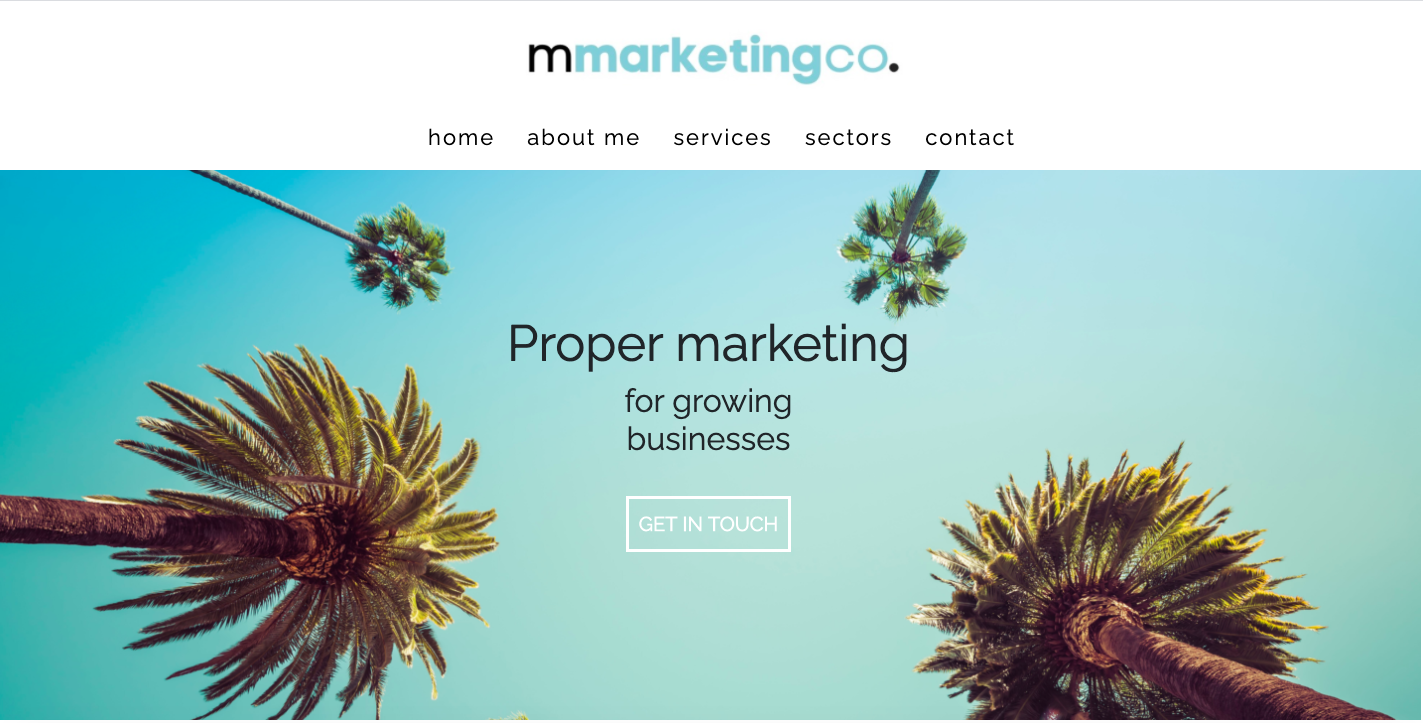 mmarketingco.
home about me services sectors contact
Proper marketing
for growing
businesses
GET IN TOUCH